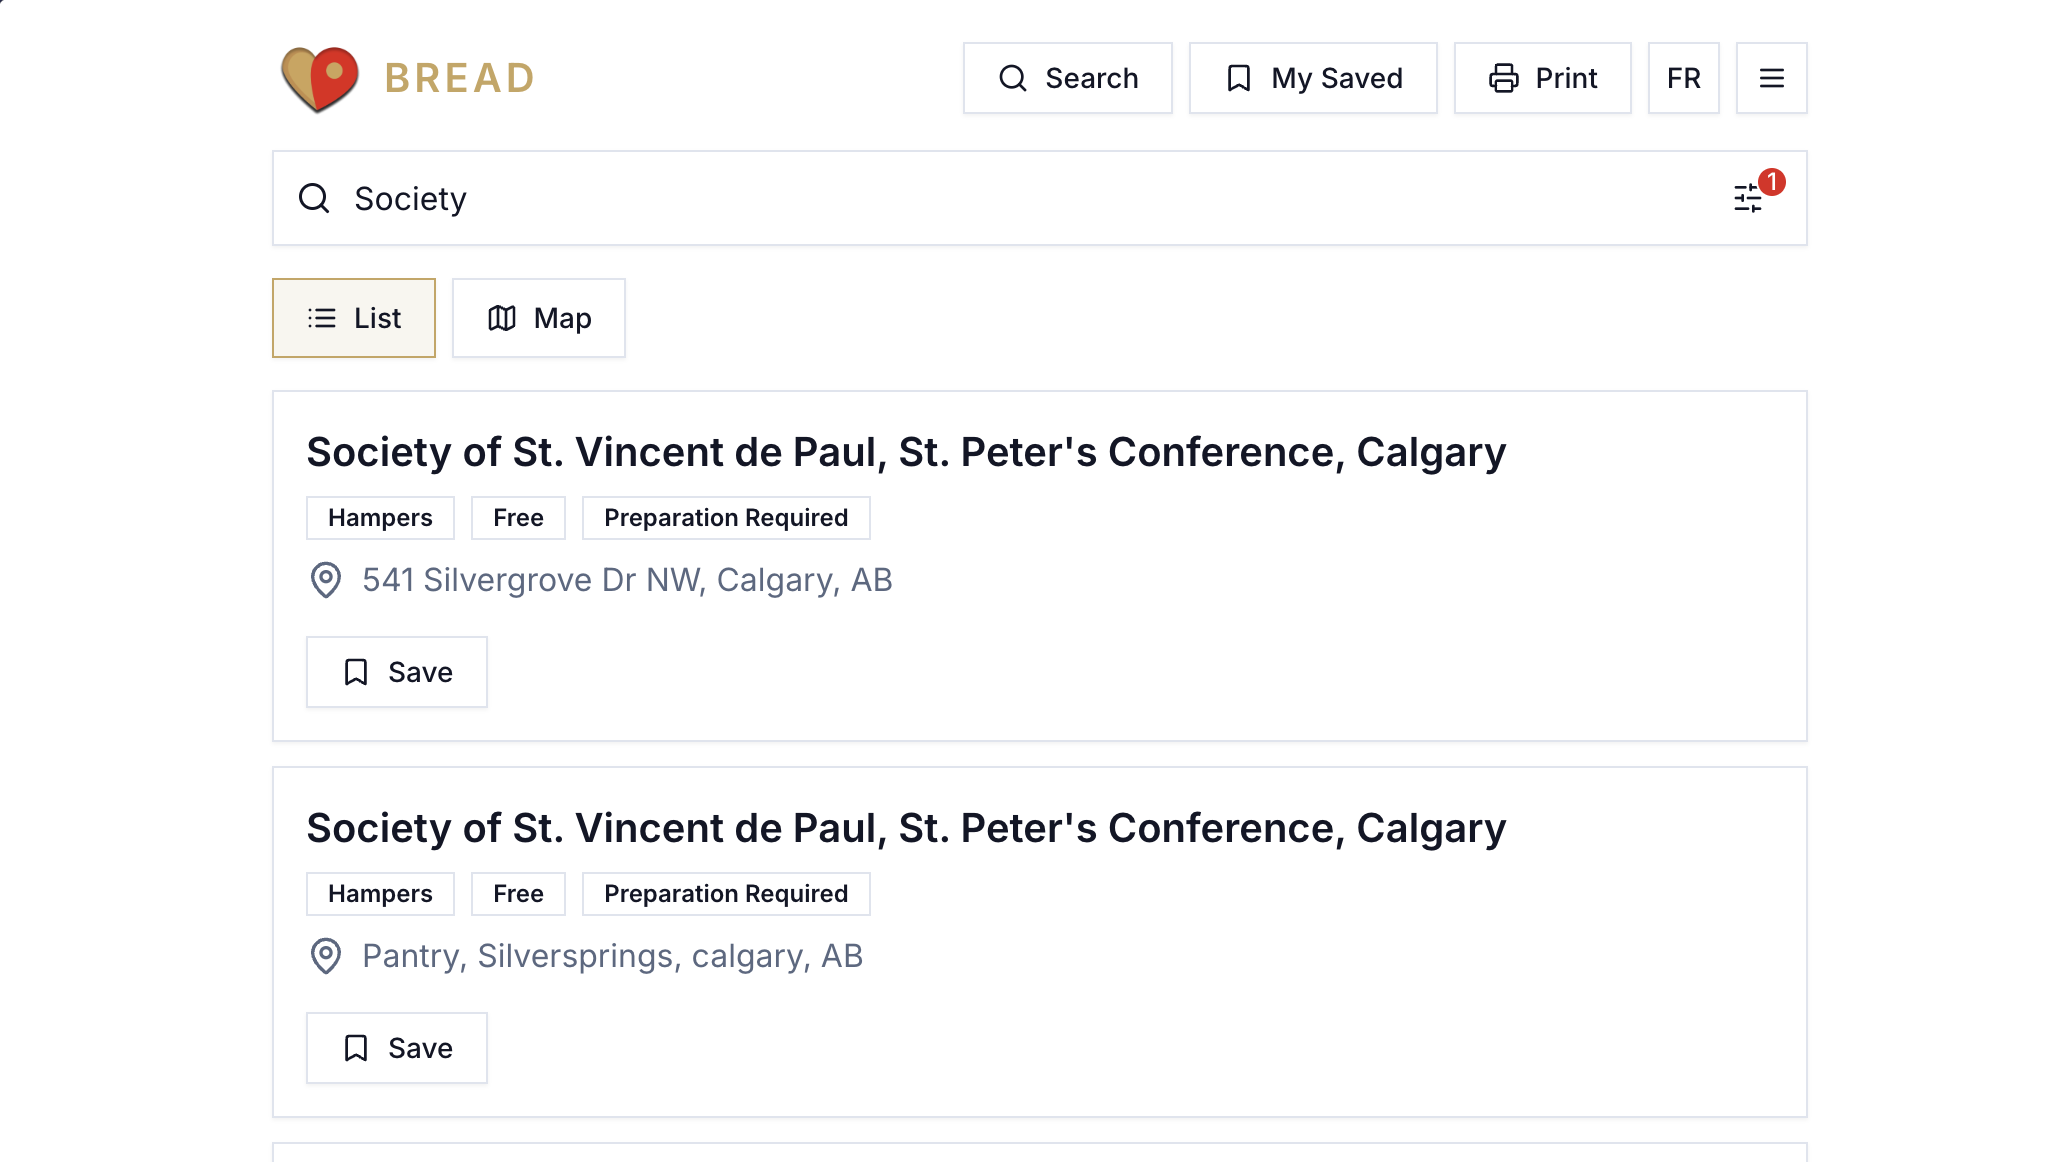 BREAD
Search
My Saved
Print
FR
Society
1
List
Map
Society of St. Vincent de Paul, St. Peter's Conference, Calgary
Hampers
Free
Preparation Required
541 Silvergrove Dr NW, Calgary, AB
Save
Society of St. Vincent de Paul, St. Peter's Conference, Calgary
Hampers
Free
Preparation Required
Pantry, Silversprings, calgary, AB
Save